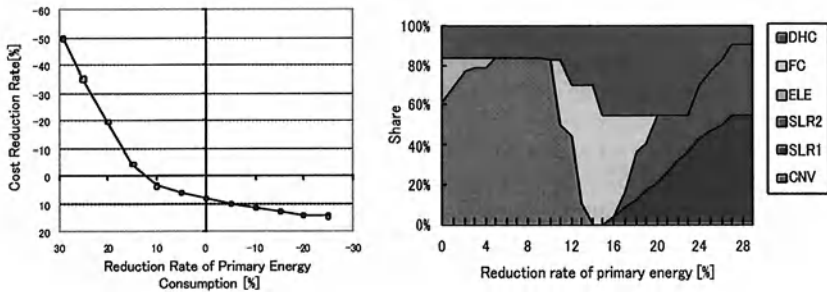 Cost Reduction Rate[%]
-60
-50
-40
-30
-20
-10
0
10
20
30 20 10 0 -10 -20 -30
Reduction Rate of Primary Energy
Consumption [%]
Share
100%
80%
60%
40%
20%
0%
0 4 8 12 16 20 24 28
Reduction rate of primary energy [%]
DHC
FC
ELE
SLR2
SLR1
CNV